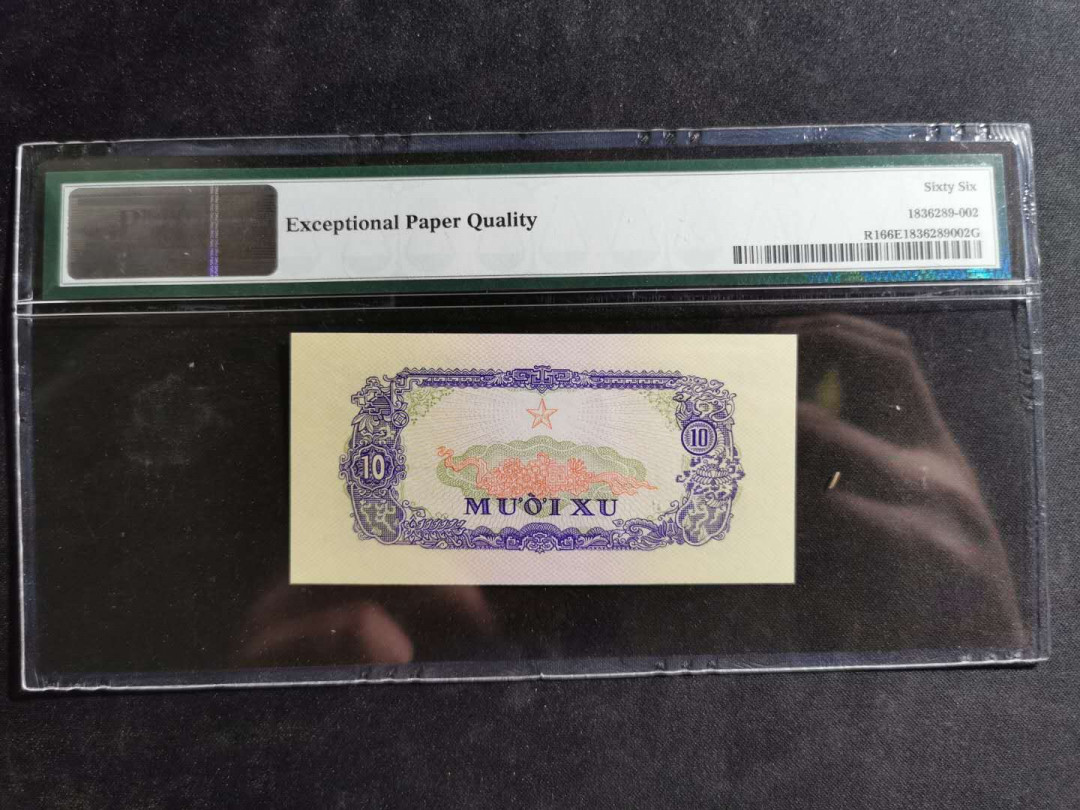 Sixty Six
Exceptional Paper Quality
1836289-002
R166E1836289002G
10
10
MƯỜI XU